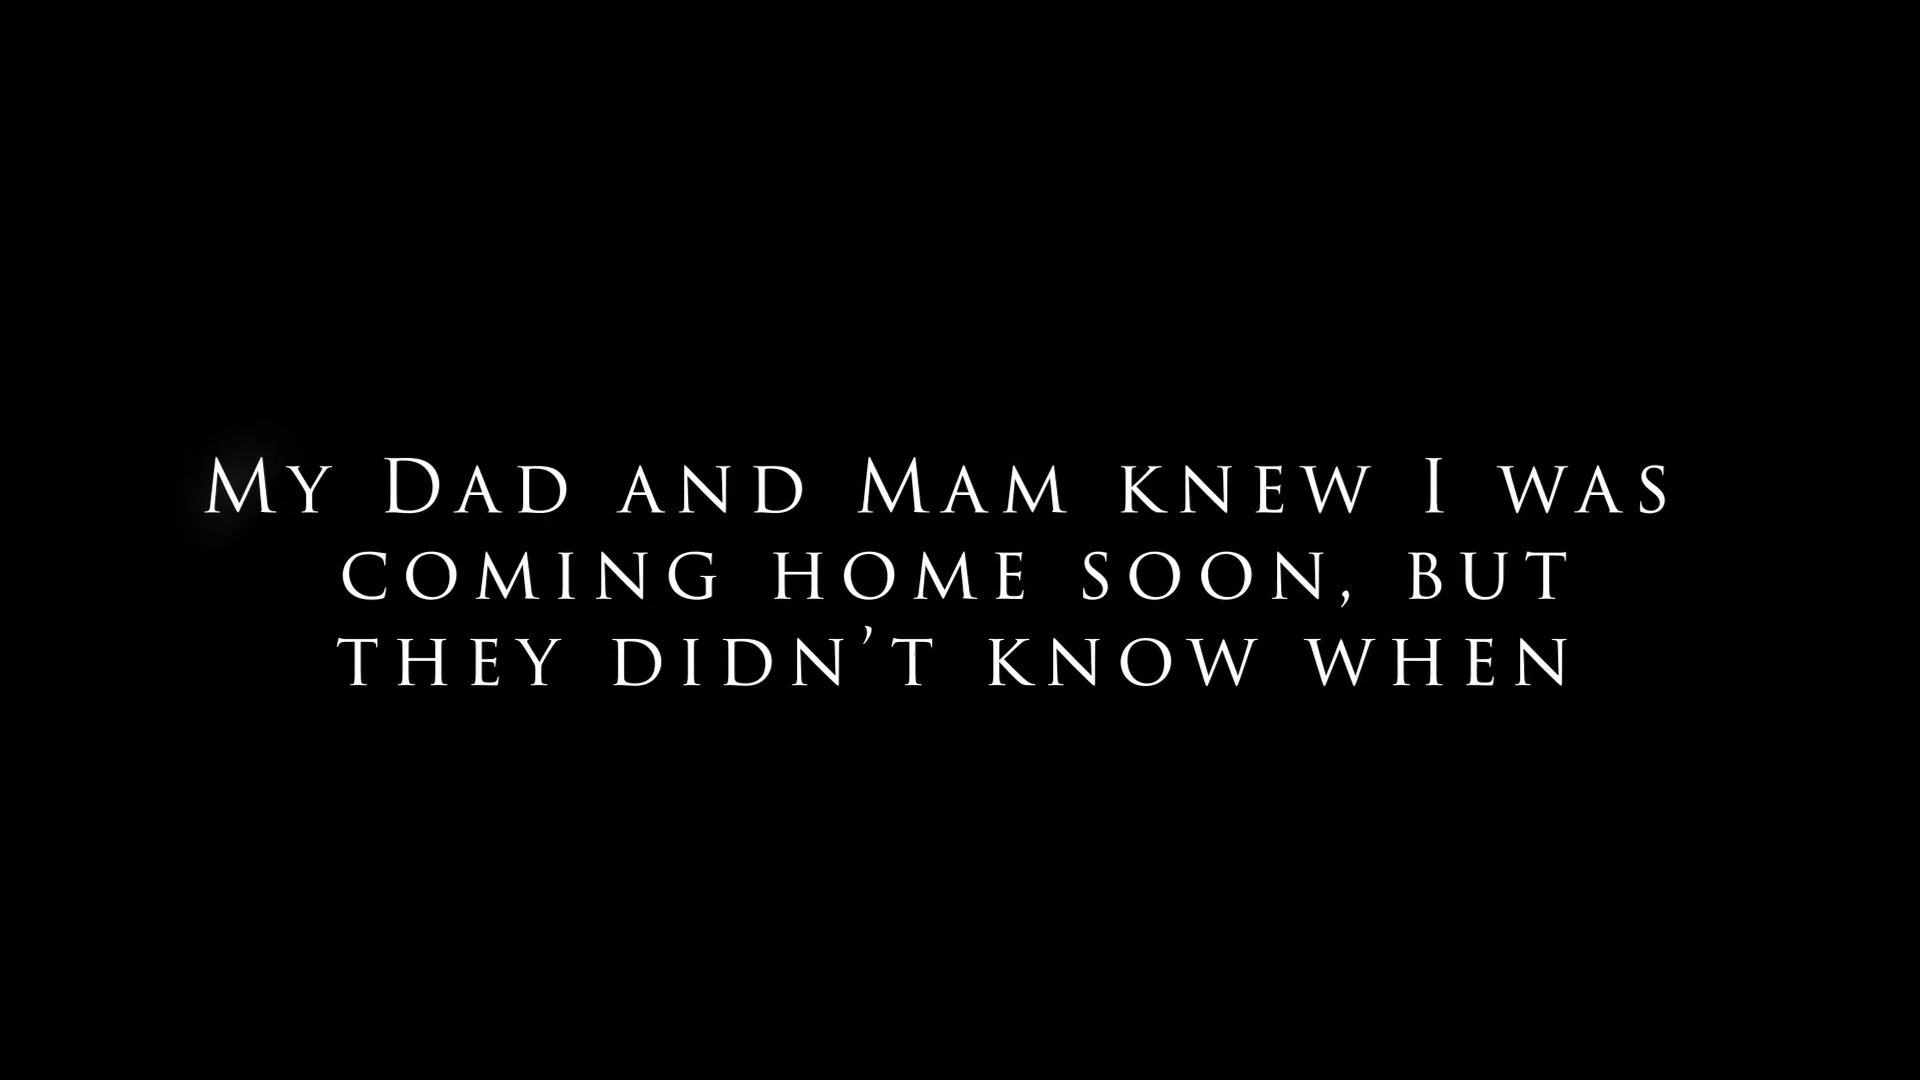 My Dad and Mam knew I was
coming home soon, but
they didn’t know when